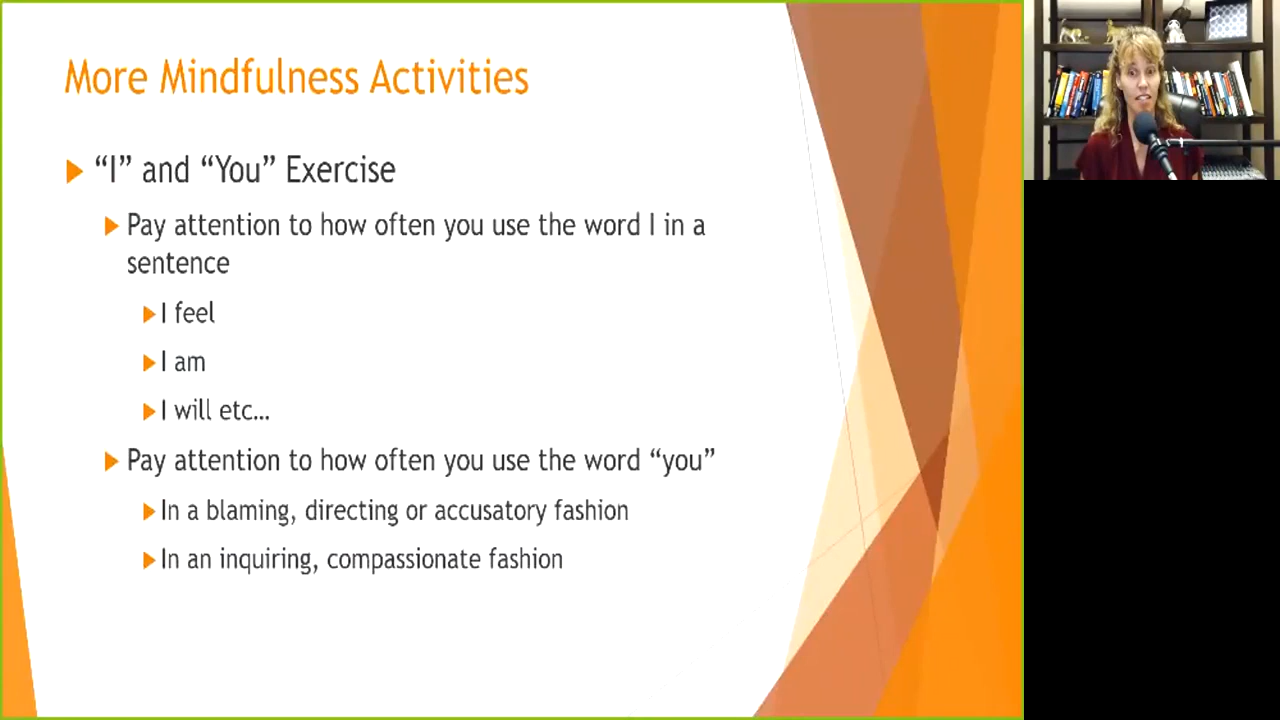 More Mindfulness Activities
“I” and “You” Exercise
Pay attention to how often you use the word I in a
sentence
I feel
I am
I will etc…
Pay attention to how often you use the word “you”
In a blaming, directing or accusatory fashion
In an inquiring, compassionate fashion